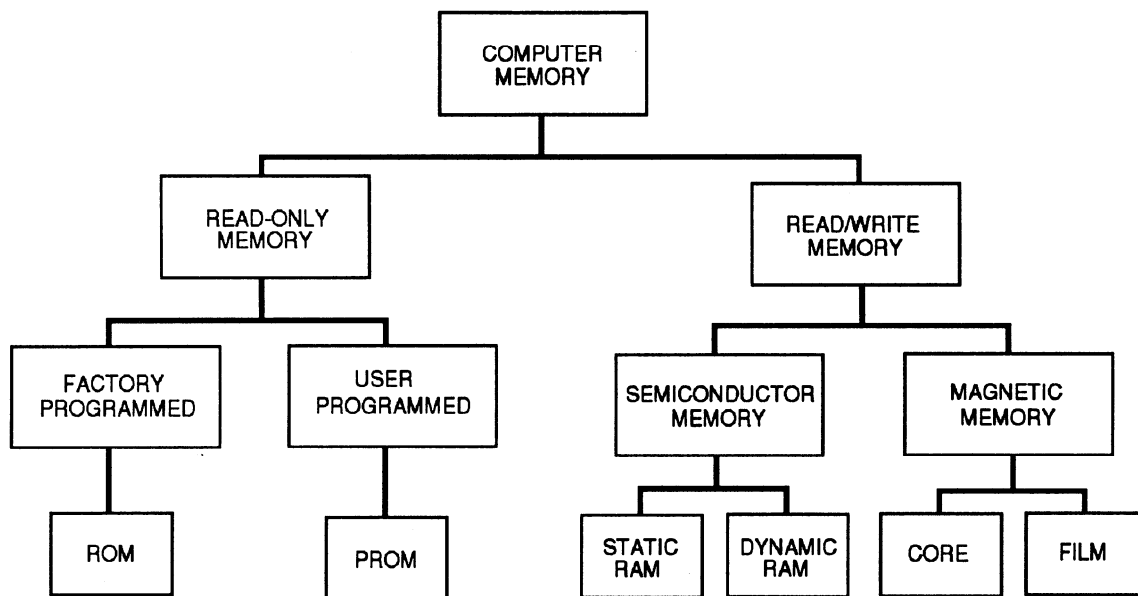 COMPUTER
MEMORY
READ-ONLY
MEMORY
READ/WRITE
MEMORY
FACTORY
PROGRAMMED
USER
PROGRAMMED
SEMICONDUCTOR
MEMORY
MAGNETIC
MEMORY
ROM
PROM
STATIC
RAM
DYNAMIC
RAM
CORE
FILM